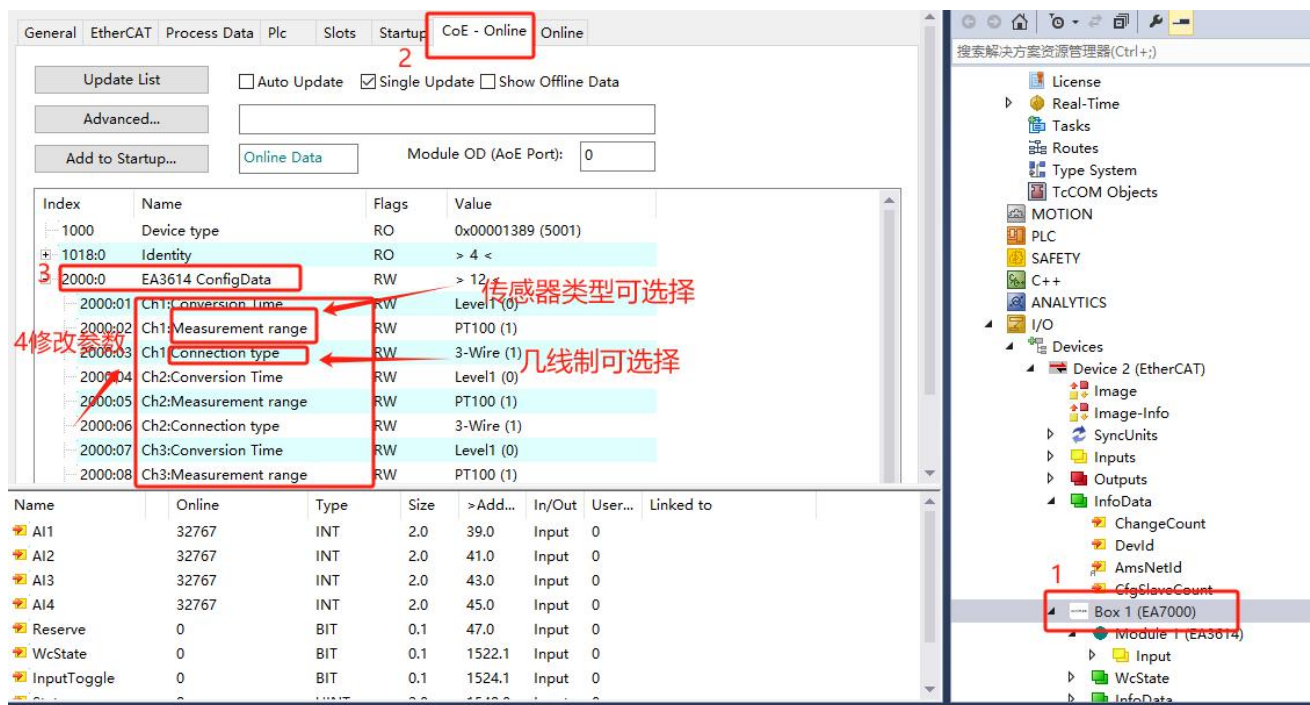 General EtherCAT Process Data Plc Slots Startup CoE - Online Online
2
Update List Auto Update Single Update Show Offline Data
Advanced...
Add to Startup... Online Data Module OD (AoE Port): 0
Index Name Flags Value
1000 Device type RO 0x00001389 (5001)
1018:0 Identity RO > 4 <
3 2000:0 EA3614 ConfigData RW > 12 <
传感器类型可选择
2000:01 Ch1:Conversion Time RW Level1 (0)
2000:02 Ch1:Measurement range RW PT100 (1)
4修改参数
2000:03 Ch1:Connection type RW 3-Wire (1)
几线制可选择
2000:04 Ch2:Conversion Time RW Level1 (0)
2000:05 Ch2:Measurement range RW PT100 (1)
2000:06 Ch2:Connection type RW 3-Wire (1)
2000:07 Ch3:Conversion Time RW Level1 (0)
2000:08 Ch3:Measurement range RW PT100 (1)
Name Online Type Size >Add... In/Out User... Linked to
AI1 32767 INT 2.0 39.0 Input 0
AI2 32767 INT 2.0 41.0 Input 0
AI3 32767 INT 2.0 43.0 Input 0
AI4 32767 INT 2.0 45.0 Input 0
Reserve 0 BIT 0.1 47.0 Input 0
WcState 0 BIT 0.1 1522.1 Input 0
InputToggle 0 BIT 0.1 1524.1 Input 0
搜索解决方案资源管理器(Ctrl+;)
License
Real-Time
Tasks
Routes
Type System
TcCOM Objects
MOTION
PLC
SAFETY
C++
ANALYTICS
I/O
Devices
Device 2 (EtherCAT)
Image
Image-Info
SyncUnits
Inputs
Outputs
InfoData
ChangeCount
DevId
AmsNetId
1
CfgSlaveCount
Box 1 (EA7000)
Module 1 (EA3614)
Input
WcState
InfoData